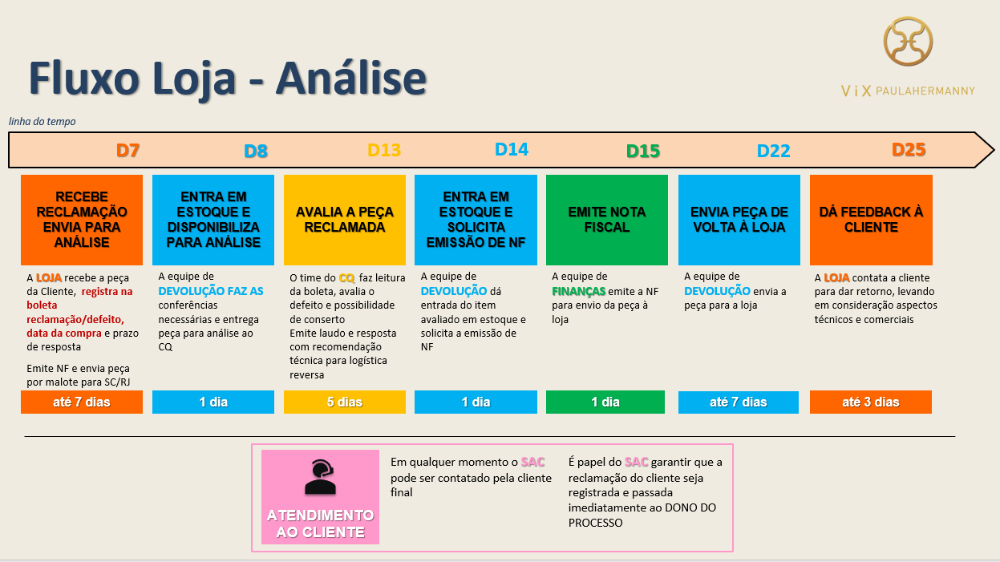 Fluxo Loja - Análise
ViX PAULAHERMANNY
linha do tempo
D7
D8
D13
D14
D15
D22
D25
RECEBE
RECLAMAÇÃO
ENVIA PARA
ANÁLISE
ENTRA EM
ESTOQUE E
DISPONIBILIZA
PARA ANÁLISE
AVALIA A PEÇA
RECLAMADA
ENTRA EM
ESTOQUE E
SOLICITA
EMISSÃO DE NF
EMITE NOTA
FISCAL
ENVIA PEÇA DE
VOLTA À LOJA
DÁ FEEDBACK À
CLIENTE
A LOJA recebe a peça
da Cliente, registra na
boleta
reclamação/defeito,
data da compra e prazo
de resposta
Emite NF e envia peça
por malote para SC/RJ
A equipe de
DEVOLUÇÃO FAZ AS
conferências
necessárias e entrega
peça para análise ao
CQ
O time do CQ faz leitura
da boleta, avalia o
defeito e possibilidade
de conserto
Emite laudo e resposta
com recomendação
técnica para logística
reversa
A equipe de
DEVOLUÇÃO dá
entrada do item
avaliado em estoque e
solicita a emissão de
NF
A equipe de
FINANÇAS emite a NF
para envio da peça à
loja
A equipe de
DEVOLUÇÃO envia a
peça para a loja
A LOJA contata a cliente
para dar retorno, levando
em consideração aspectos
técnicos e comerciais
até 7 dias
1 dia
5 dias
1 dia
1 dia
até 7 dias
até 3 dias
ATENDIMENTO
AO CLIENTE
Em qualquer momento o SAC
pode ser contatado pela cliente
final
É papel do SAC garantir que a
reclamação do cliente seja
registrada e passada
imediatamente ao DONO DO
PROCESSO